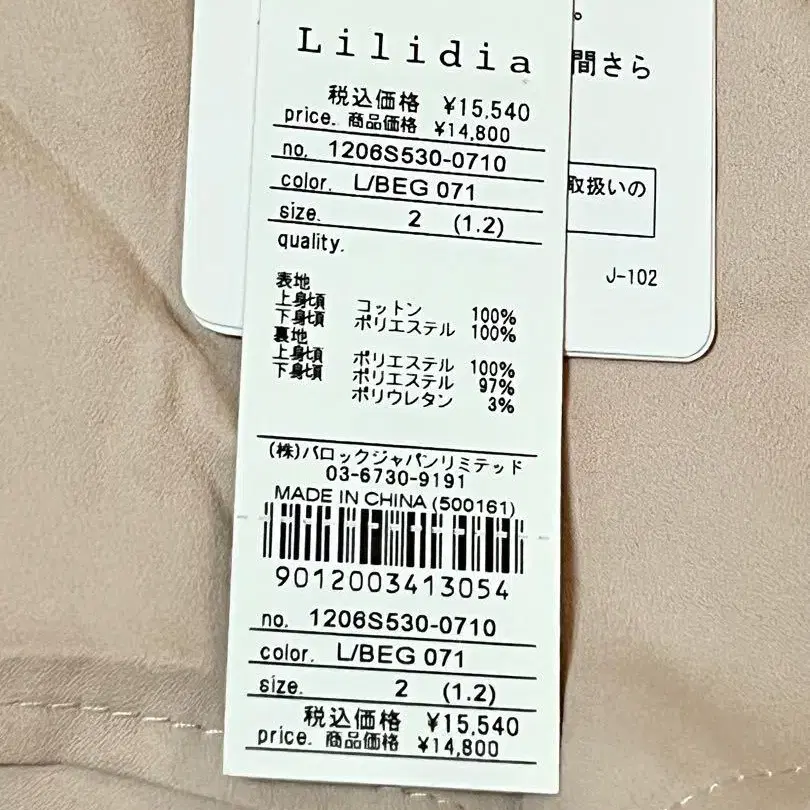 Lilidia
税込価格 ¥15,540
price. 商品価格 ¥14,800
no. 1206S530-0710
color. L/BEG 071
size. 2 (1.2)
quality.
表地
上身頃 コットン 100%
下身頃 ポリエステル 100%
裏地
上身頃 ポリエステル 100%
下身頃 ポリエステル 97%
ポリウレタン 3%
(株)バロックジャパンリミテッド
03-6730-9191
MADE IN CHINA (500161)
9012003413054
no. 1206S530-0710
color. L/BEG 071
size. 2 (1.2)
税込価格 ¥15,540
price. 商品価格 ¥14,800
。
間さら
取扱いの
J-102